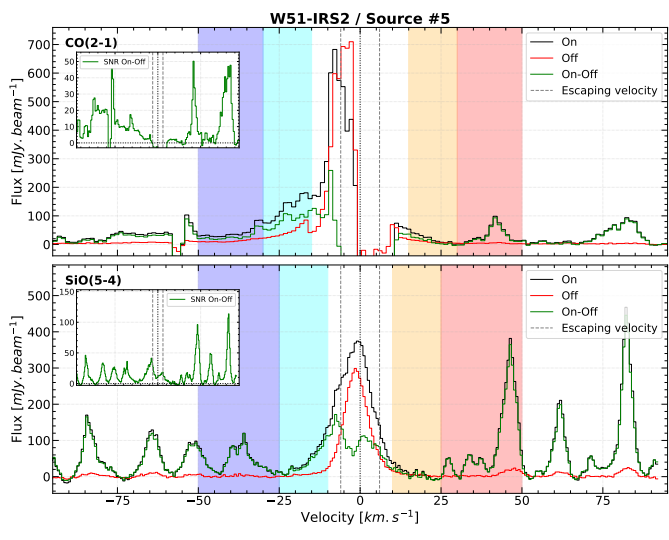 W51-IRS2 / Source #5
CO(2-1)
SNR On-Off
50
40
30
20
10
0
On
Off
On-Off
Escaping velocity
700
600
500
400
300
200
100
0
Flux [mJy. beam⁻¹]
SiO(5-4)
SNR On-Off
150
100
50
0
On
Off
On-Off
Escaping velocity
500
400
300
200
100
0
Flux [mJy. beam⁻¹]
−75 −50 −25 0 25 50 75
Velocity [km.s⁻¹]